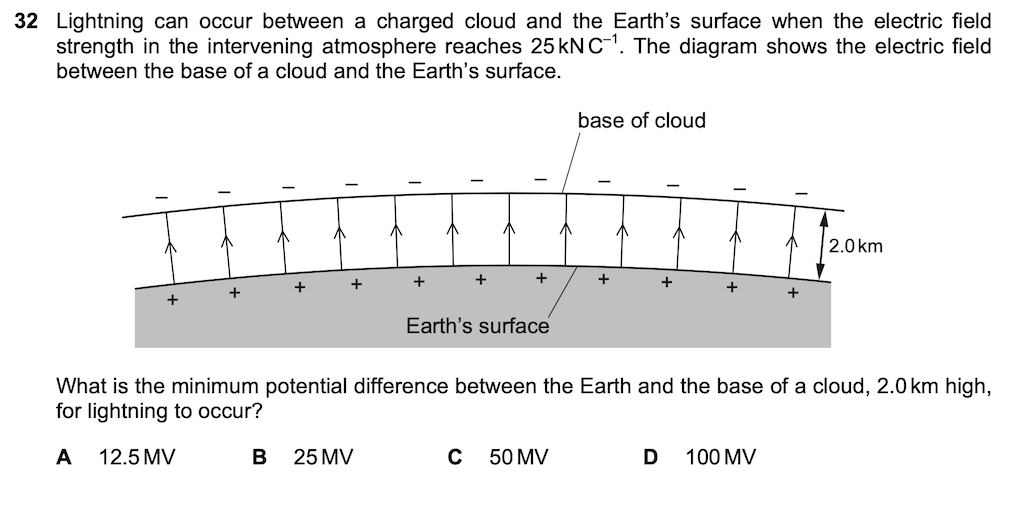 32 Lightning can occur between a charged cloud and the Earth's surface when the electric field
strength in the intervening atmosphere reaches 25 kN C⁻¹. The diagram shows the electric field
between the base of a cloud and the Earth's surface.
base of cloud
– – – – – – – – – – –
2.0 km
+ + + + + + + + + + +
Earth's surface
What is the minimum potential difference between the Earth and the base of a cloud, 2.0 km high,
for lightning to occur?
A 12.5 MV B 25 MV C 50 MV D 100 MV